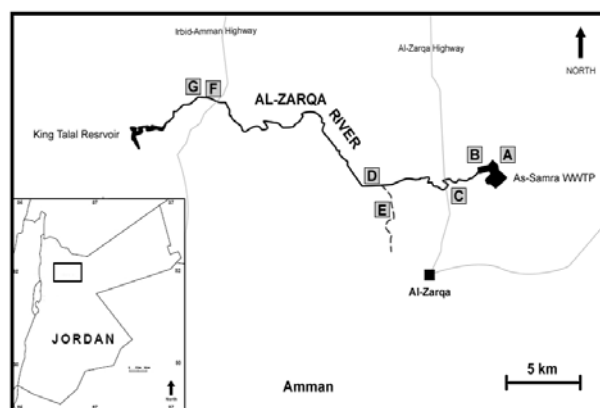 Irbid-Amman Highway
Al-Zarqa Highway
NORTH
G F
AL-ZARQA
RIVER
King Talal Resrvoir
B A
As-Samra WWTP
D
C
E
Al-Zarqa
JORDAN
North
Amman
5 km